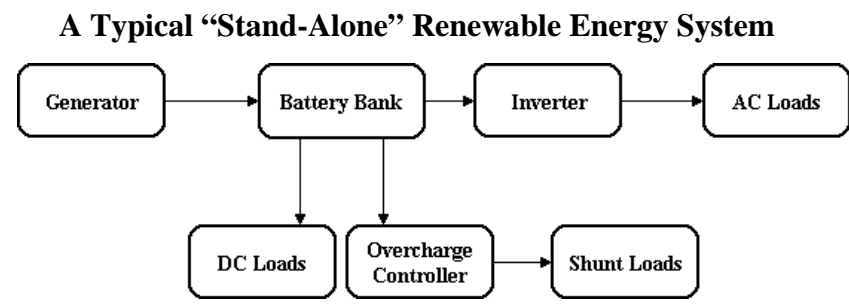 A Typical “Stand-Alone” Renewable Energy System
Generator
Battery Bank
Inverter
AC Loads
DC Loads
Overcharge
Controller
Shunt Loads